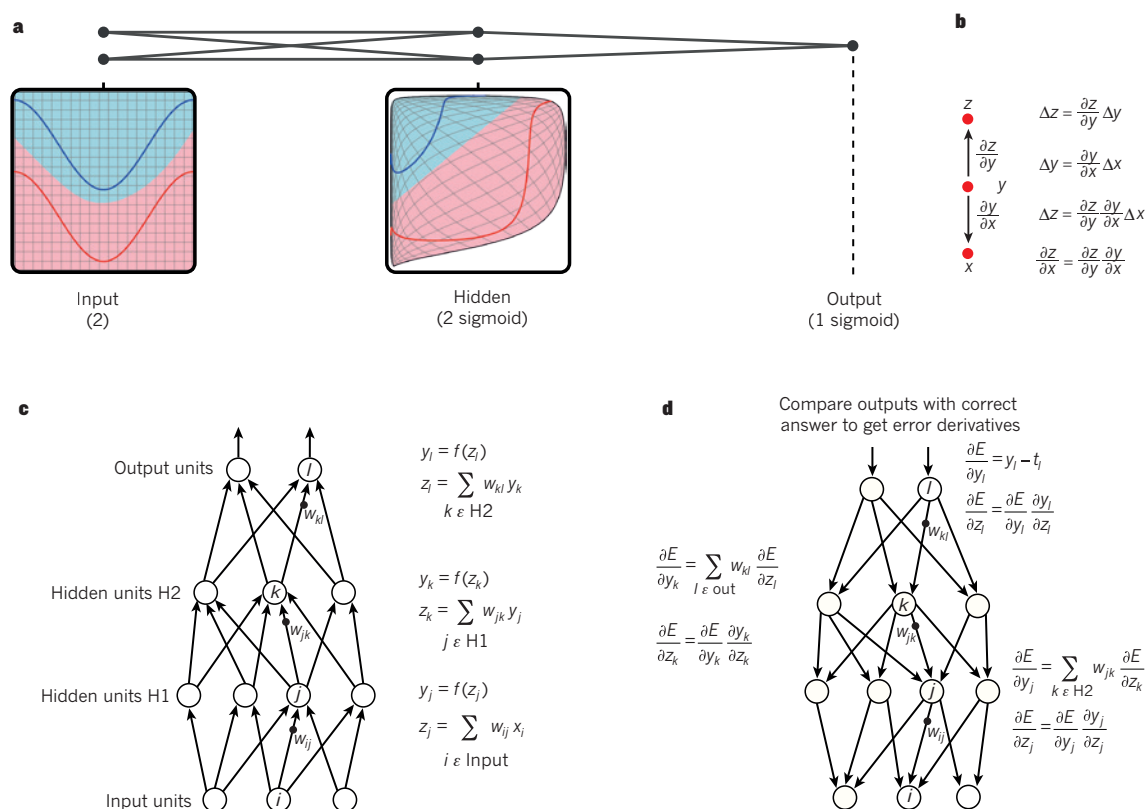 a
Input
(2)
Hidden
(2 sigmoid)
Output
(1 sigmoid)
b
z
∂z/∂y
y
∂y/∂x
x
Δz = ∂z/∂y Δy
Δy = ∂y/∂x Δx
Δz = ∂z/∂y ∂y/∂x Δx
∂z/∂x = ∂z/∂y ∂y/∂x
c
Output units
l
w_kl
y_l = f(z_l)
z_l = ∑ w_kl y_k
k ε H2
Hidden units H2
k
w_jk
y_k = f(z_k)
z_k = ∑ w_jk y_j
j ε H1
Hidden units H1
j
w_ij
y_j = f(z_j)
z_j = ∑ w_ij x_i
i ε Input
Input units
i
d
Compare outputs with correct
answer to get error derivatives
l
w_kl
∂E/∂y_l = y_l − t_l
∂E/∂z_l = ∂E/∂y_l ∂y_l/∂z_l
∂E/∂y_k = ∑ w_kl ∂E/∂z_l
l ε out
∂E/∂z_k = ∂E/∂y_k ∂y_k/∂z_k
k
w_jk
∂E/∂y_j = ∑ w_jk ∂E/∂z_k
k ε H2
∂E/∂z_j = ∂E/∂y_j ∂y_j/∂z_j
j
w_ij
i